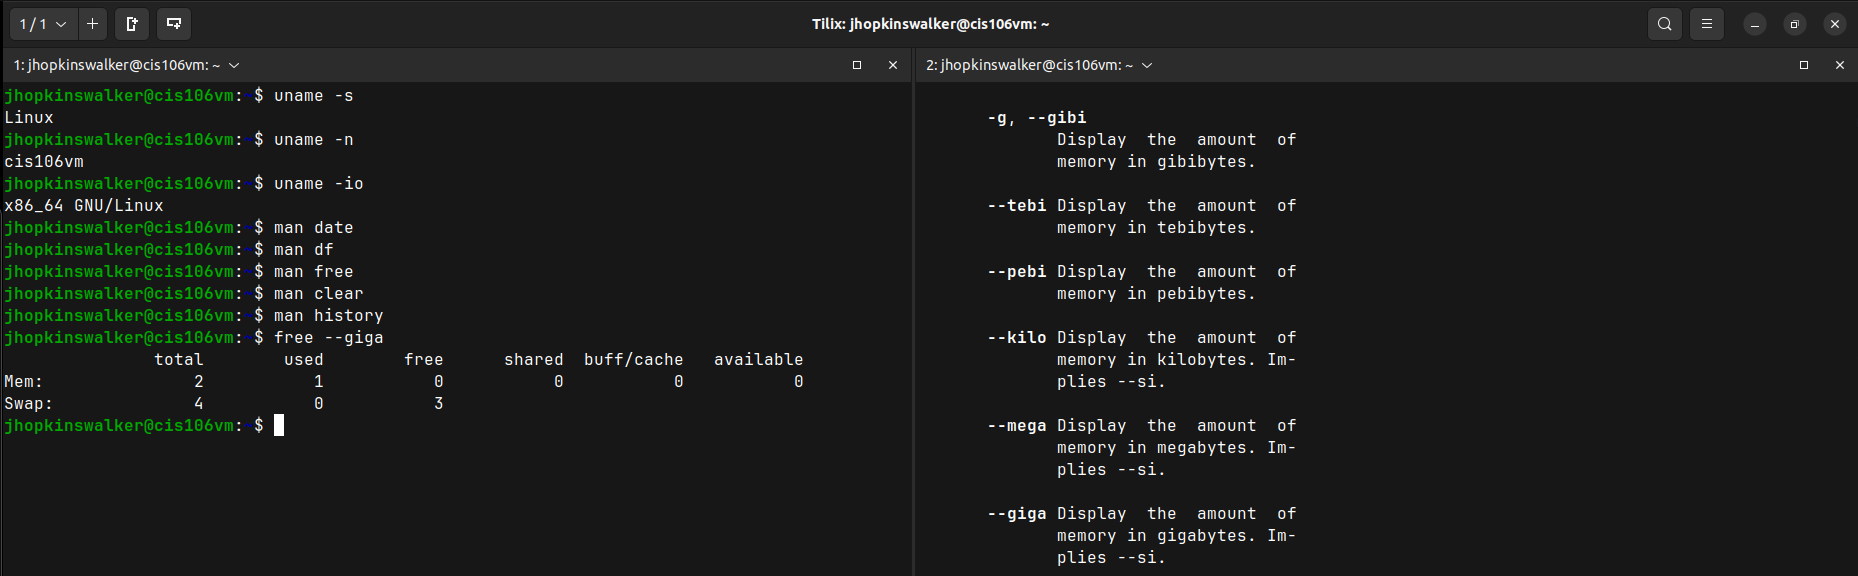 1 / 1
Tilix: jhopkinswalker@cis106vm: ~
1: jhopkinswalker@cis106vm: ~
jhopkinswalker@cis106vm:~$ uname -s
Linux
jhopkinswalker@cis106vm:~$ uname -n
cis106vm
jhopkinswalker@cis106vm:~$ uname -io
x86_64 GNU/Linux
jhopkinswalker@cis106vm:~$ man date
jhopkinswalker@cis106vm:~$ man df
jhopkinswalker@cis106vm:~$ man free
jhopkinswalker@cis106vm:~$ man clear
jhopkinswalker@cis106vm:~$ man history
jhopkinswalker@cis106vm:~$ free --giga
total used free shared buff/cache available
Mem: 2 1 0 0 0 0
Swap: 4 0 3
jhopkinswalker@cis106vm:~$
2: jhopkinswalker@cis106vm: ~
-g, --gibi
Display the amount of
memory in gibibytes.
--tebi Display the amount of
memory in tebibytes.
--pebi Display the amount of
memory in pebibytes.
--kilo Display the amount of
memory in kilobytes. Im-
plies --si.
--mega Display the amount of
memory in megabytes. Im-
plies --si.
--giga Display the amount of
memory in gigabytes. Im-
plies --si.